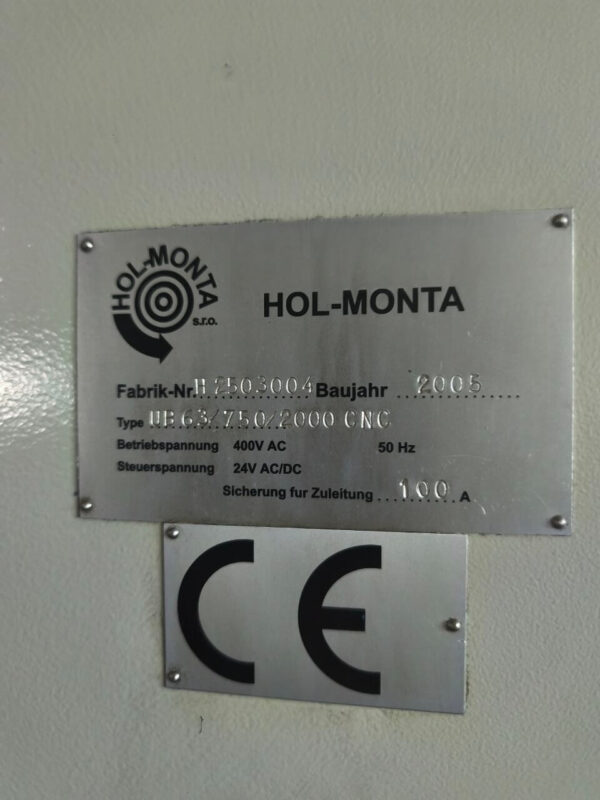 HOL-MONTA
s.r.o.
HOL-MONTA
Fabrik-Nr. H 2503004 Baujahr 2005
Type UB 63/750/2000 CNC
Betriebspannung 400V AC 50 Hz
Steuerspannung 24V AC/DC
Sicherung fur Zuleitung 100 A
CE